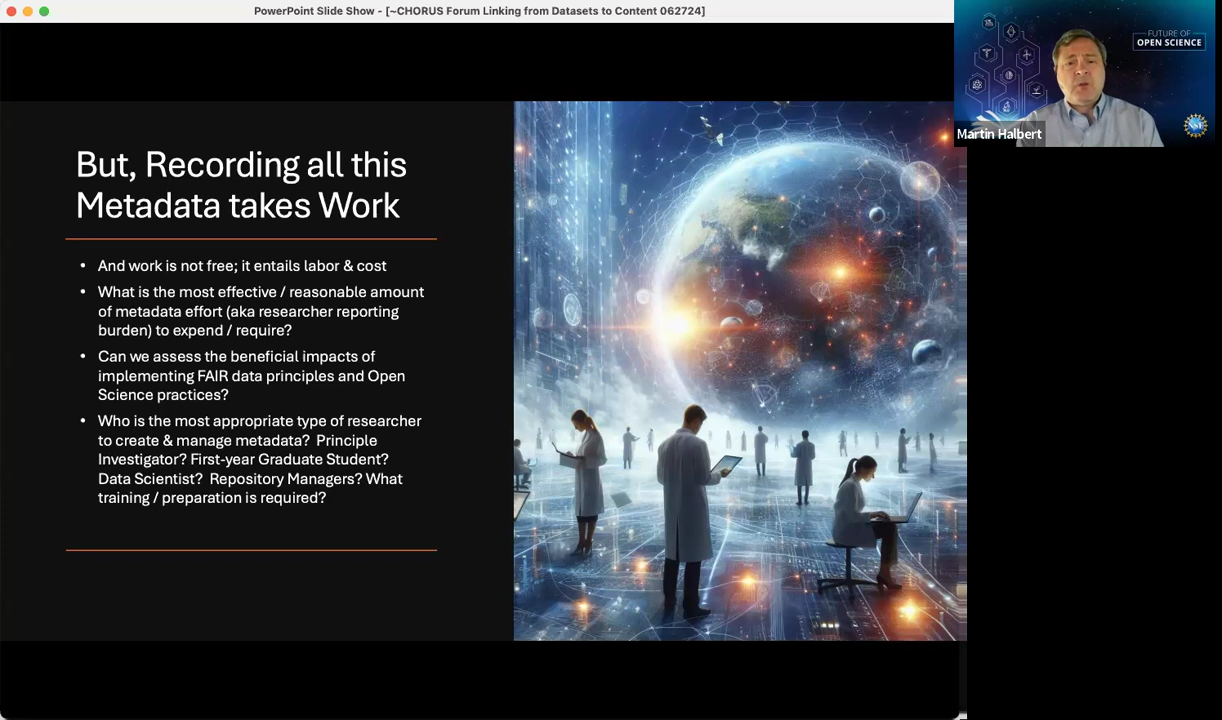 PowerPoint Slide Show - [~CHORUS Forum Linking from Datasets to Content 062724]
FUTURE OF
OPEN SCIENCE
NSF
Martin Halbert
But, Recording all this
Metadata takes Work
• And work is not free; it entails labor & cost
• What is the most effective / reasonable amount
of metadata effort (aka researcher reporting
burden) to expend / require?
• Can we assess the beneficial impacts of
implementing FAIR data principles and Open
Science practices?
• Who is the most appropriate type of researcher
to create & manage metadata? Principle
Investigator? First-year Graduate Student?
Data Scientist? Repository Managers? What
training / preparation is required?